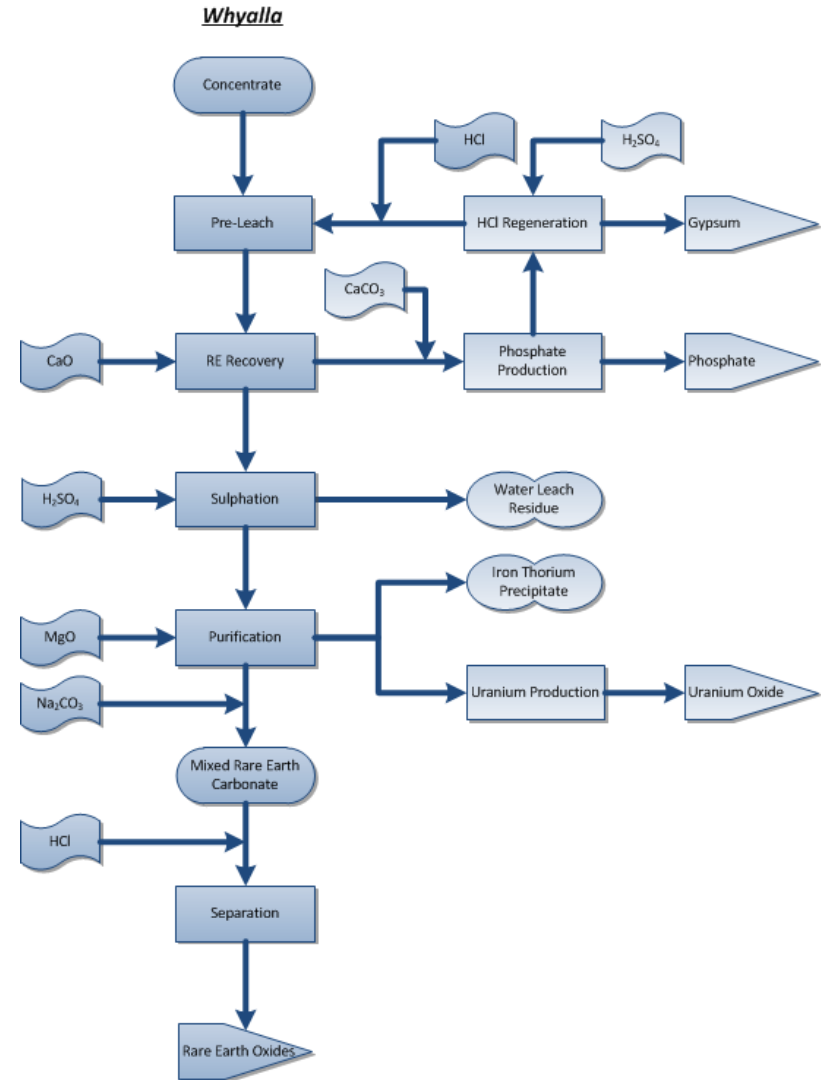 Whyalla
Concentrate
HCl
H₂SO₄
Pre-Leach
HCl Regeneration
Gypsum
CaCO₃
CaO
RE Recovery
Phosphate
Production
Phosphate
H₂SO₄
Sulphation
Water Leach
Residue
Iron Thorium
Precipitate
MgO
Purification
Uranium Production
Uranium Oxide
Na₂CO₃
Mixed Rare Earth
Carbonate
HCl
Separation
Rare Earth Oxides